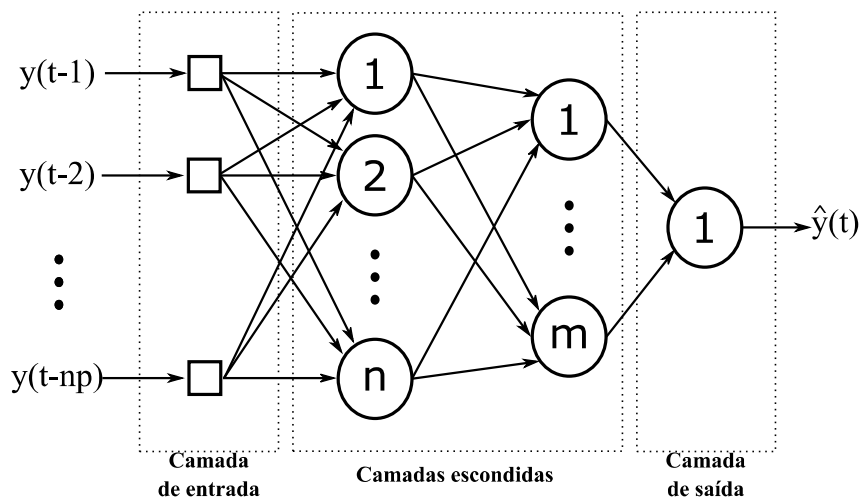 y(t-1)
y(t-2)
y(t-np)
1
2
n
1
m
1
ŷ(t)
Camada
de entrada
Camadas escondidas
Camada
de saída